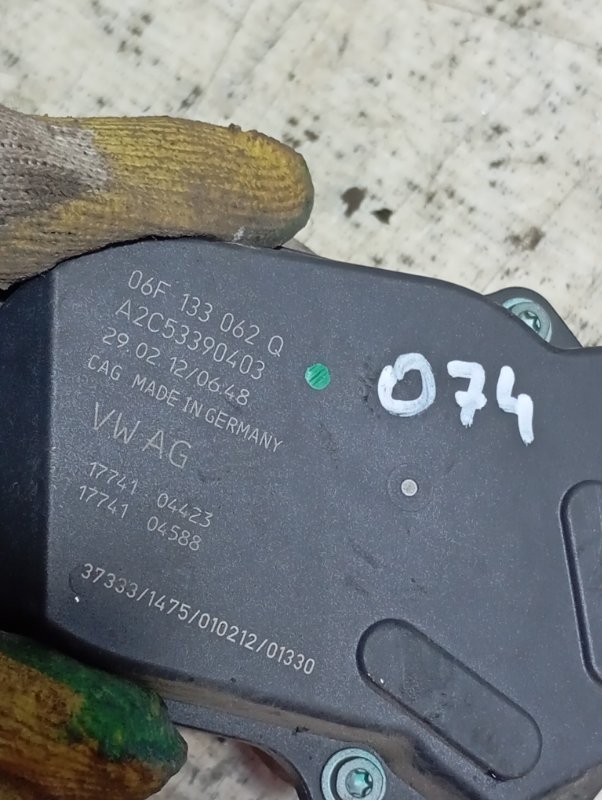 06F 133 062 Q
A2C53390403
29.02.12/06:48
CAG MADE IN GERMANY
VW AG
17741 04423
17741 04588
37333/1475/010212/01330
074